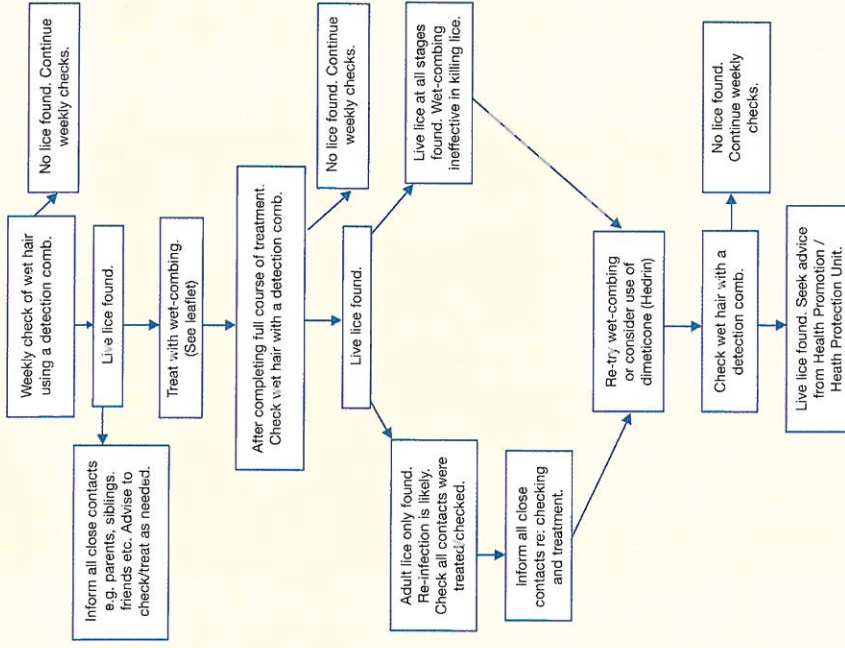 Weekly check of wet hair
using a detection comb.
No lice found. Continue
weekly checks.
Live lice found.
Inform all close contacts
e.g. parents, siblings.
friends etc. Advise to
check/treat as needed.
Treat with wet-combing.
(See leaflet)
After completing full course of treatment.
Check wet hair with a detection comb.
No lice found. Continue
weekly checks.
Live lice found.
Adult lice only found.
Re-infection is likely.
Check all contacts were
treated/checked.
Live lice at all stages
found. Wet-combing
ineffective in killing lice.
Inform all close
contacts re: checking
and treatment.
Re-try wet-combing
or consider use of
dimeticone (Hedrin)
Check wet hair with a
detection comb.
No lice found.
Continue weekly
checks.
Live lice found. Seek advice
from Health Promotion /
Heath Protection Unit.